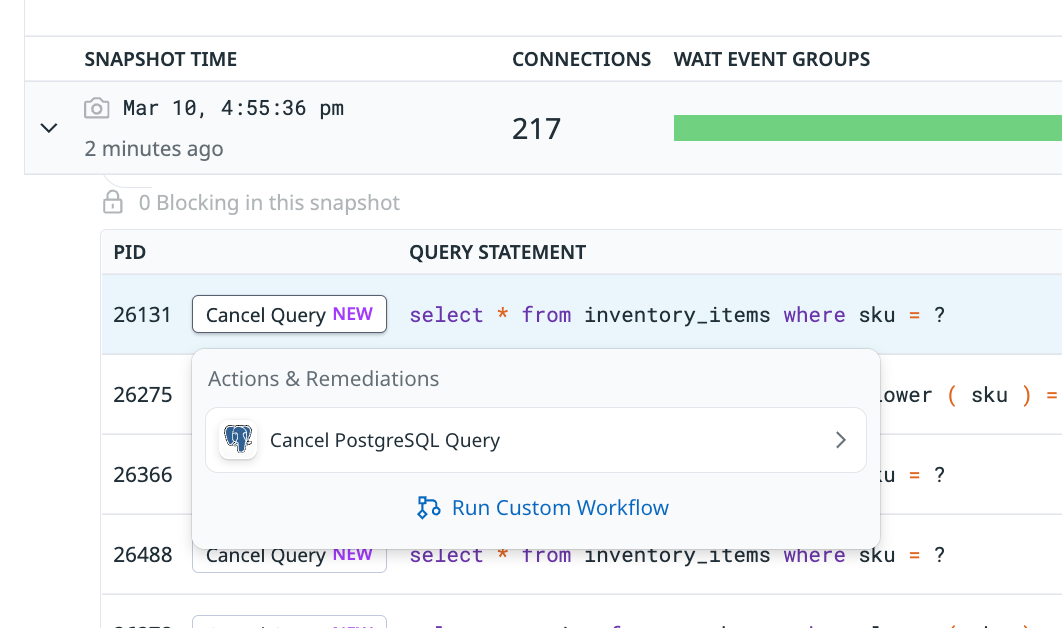 SNAPSHOT TIME CONNECTIONS WAIT EVENT GROUPS
Mar 10, 4:55:36 pm
217
2 minutes ago
0 Blocking in this snapshot
PID QUERY STATEMENT
26131 Cancel Query NEW select * from inventory_items where sku = ?
Actions & Remediations
26275 lower ( sku ) =
Cancel PostgreSQL Query
26366 sku = ?
Run Custom Workflow
26488 Cancel Query NEW select * from inventory_items where sku = ?